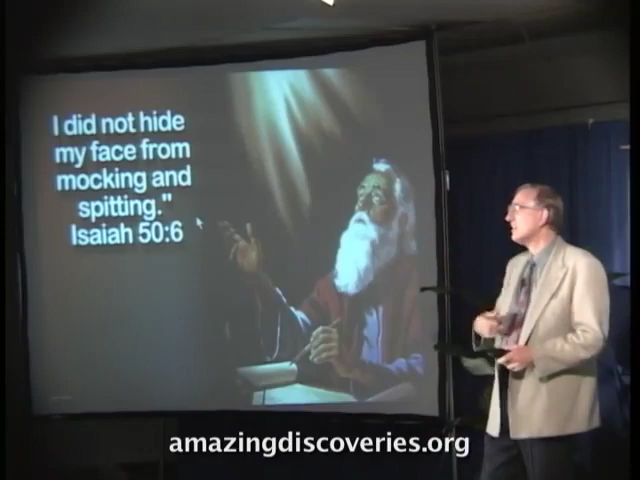 I did not hide
my face from
mocking and
spitting."
Isaiah 50:6
amazingdiscoveries.org